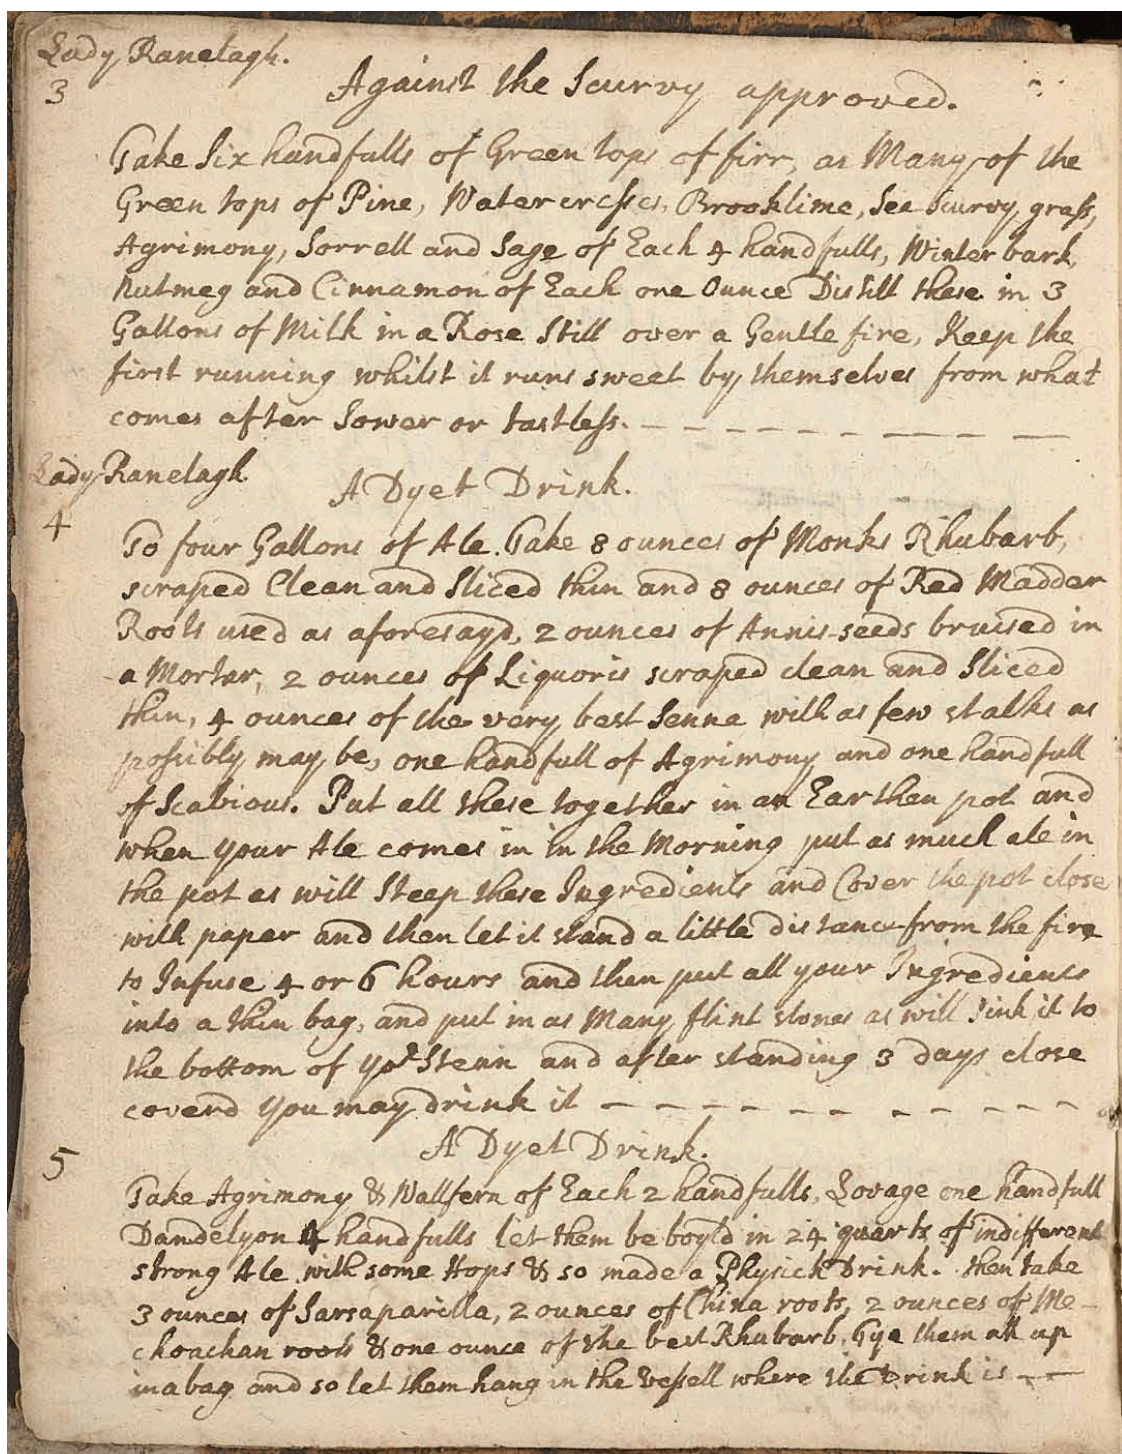 Lady Ranelagh.
3
Against the Scurvy approved.
Take Six handfulls of Green tops of firr, as Many of the
Green tops of Pine, Watercresses, Brooklime, Sea Scurvy grass,
Agrimony, Sorrell and Sage of Each 4 handfulls, Winter bark,
Nutmeg and Cinnamon of Each one Ounce Distill these in 3
Gallons of Milk in a Rose Still over a Gentle fire, Keep the
first running whilst it runs sweet by themselves from what
comes after Sower or tastless.
Lady Ranelagh
4
A Dyet Drink.
To four Gallons of Ale. Take 8 ounces of Monks Rhubarb,
scraped Clean and Sliced thin and 8 ounces of Red Madder
Roots used as aforesayd, 2 ounces of Annis-seeds bruised in
a Morter, 2 ounces of Liquoris scraped clean and Sliced
thin, 4 ounces of the very best Senna with as few stalks as
possibly may be, one handfull of Agrimony and one handfull
of Scabious. Put all these together in an Earthen pot and
when your Ale comes in in the Morning put as much ale in
the pot as will Steep these Ingredients and Cover the pot close
with paper and then let it stand a little distance from the fire
to Infuse 4 or 6 hours and then put all your Ingredients
into a thin bag, and put in as Many flint stones as will Sink it to
the bottom of yor Stean and after standing 3 days close
coverd you may drink it
5
A Dyet Drink.
Take Agrimony & Wallfern of Each 2 handfulls, Lovage one handfull
Dandelyon 4 handfulls let them be boyld in 24 quarts of indifferent
strong Ale with some Hops & so made a Physick Drink. then take
3 ounces of Sarsaparilla, 2 ounces of China roots, 2 ounces of Me-
choachan roots & one ounce of the best Rhubarb. Tye them all up
in a bag and so let them hang in the Vessell where the Drink is